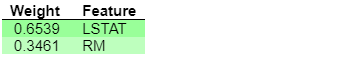 Weight Feature
0.6539 LSTAT
0.3461 RM